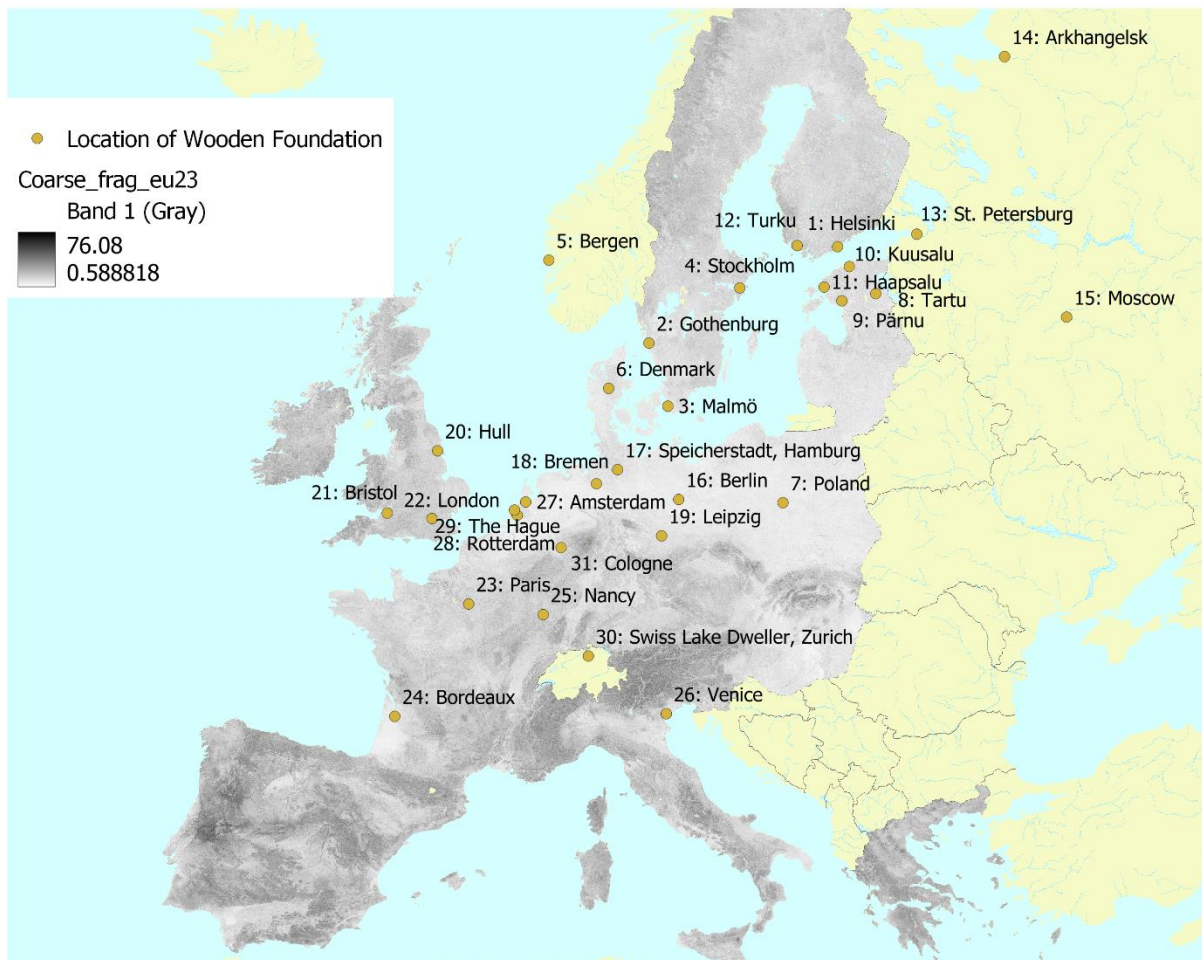 14: Arkhangelsk
Location of Wooden Foundation
Coarse_frag_eu23
Band 1 (Gray)
76.08
0.588818
12: Turku
1: Helsinki
13: St. Petersburg
5: Bergen
10: Kuusalu
4: Stockholm
11: Haapsalu
8: Tartu
15: Moscow
9: Pärnu
2: Gothenburg
6: Denmark
3: Malmö
20: Hull
17: Speicherstadt, Hamburg
18: Bremen
16: Berlin
7: Poland
21: Bristol
22: London
27: Amsterdam
19: Leipzig
29: The Hague
28: Rotterdam
31: Cologne
23: Paris
25: Nancy
30: Swiss Lake Dweller, Zurich
24: Bordeaux
26: Venice